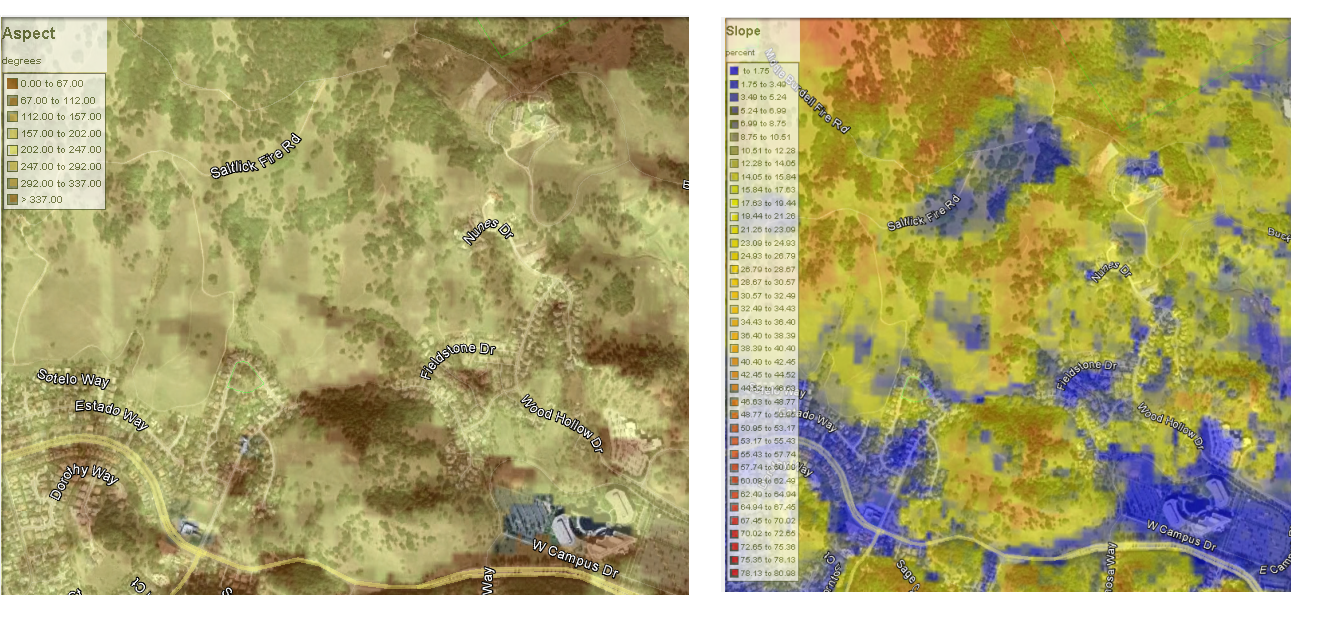 Aspect
degrees
0.00 to 67.00
67.00 to 112.00
112.00 to 157.00
157.00 to 202.00
202.00 to 247.00
247.00 to 292.00
292.00 to 337.00
> 337.00
Saltlick Fire Rd
Nunes Dr
Fieldstone Dr
Sotelo Way
Estado Way
Wood Hollow Dr
Dorothy Way
W Campus Dr
Way
Ct
Slope
percent
to 1.75
1.75 to 3.49
3.49 to 5.24
5.24 to 6.99
6.99 to 8.75
8.75 to 10.51
10.51 to 12.28
12.28 to 14.05
14.05 to 15.84
15.84 to 17.63
17.63 to 19.44
19.44 to 21.26
21.26 to 23.09
23.09 to 24.93
24.93 to 26.79
26.79 to 28.67
28.67 to 30.57
30.57 to 32.49
32.49 to 34.43
34.43 to 36.40
36.40 to 38.39
38.39 to 40.40
40.40 to 42.45
42.45 to 44.52
44.52 to 46.63
46.63 to 48.77
48.77 to 50.95
50.95 to 53.17
53.17 to 55.43
55.43 to 57.74
57.74 to 60.09
60.09 to 62.49
62.49 to 64.94
64.94 to 67.45
67.45 to 70.02
70.02 to 72.65
72.65 to 75.36
75.36 to 78.13
78.13 to 80.98
Burdell Fire Rd
Saltlick Fire Rd
Nunes Dr
Fieldstone Dr
Wood Hollow Dr
W Campus Dr
Sage